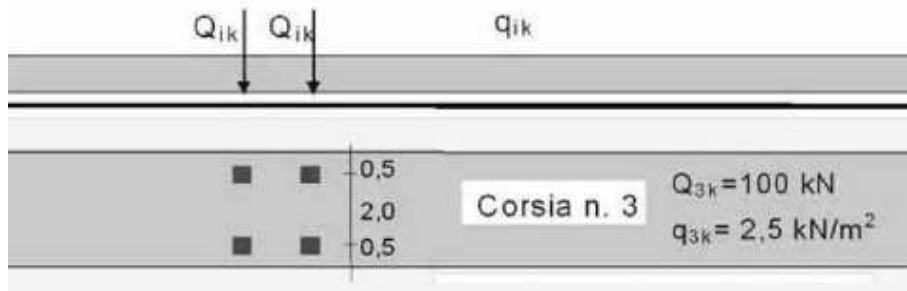 Qik Qik qik
0,5
2,0
0,5
Corsia n. 3
Q3k=100 kN
q3k= 2,5 kN/m²